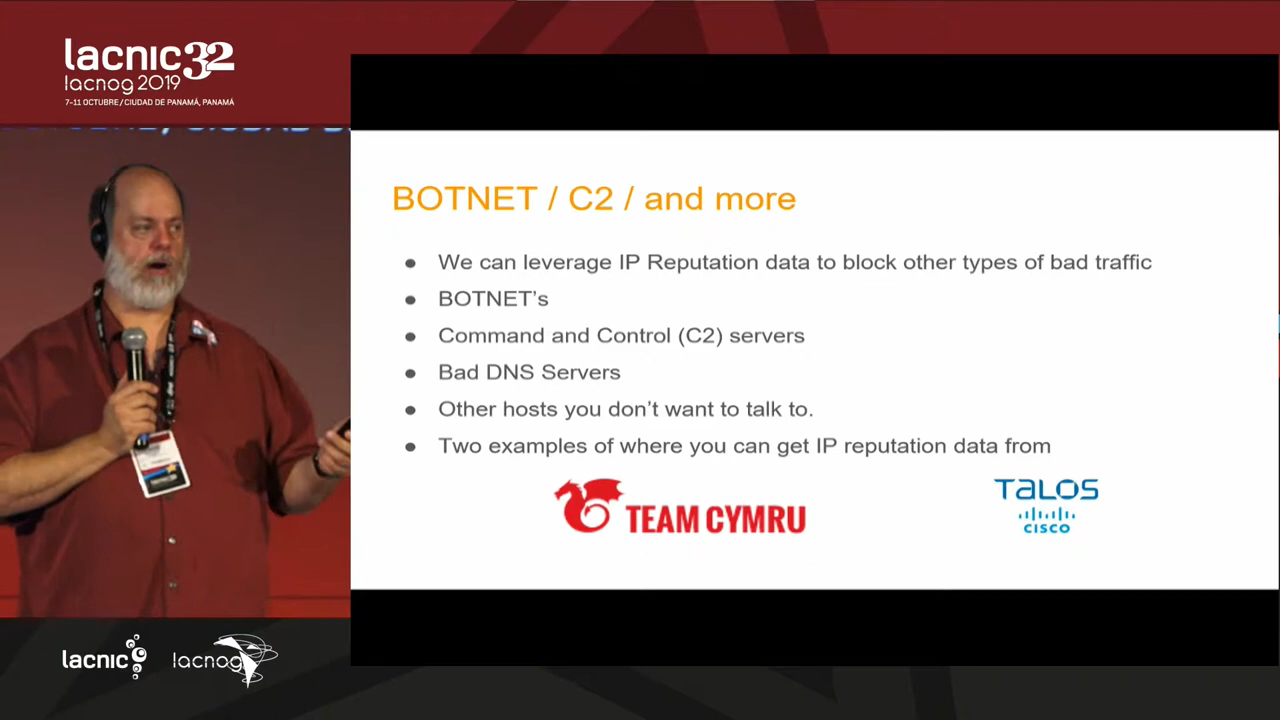 lacnic32
lacnog 2019
7-11 OCTUBRE / CIUDAD DE PANAMÁ, PANAMÁ
BOTNET / C2 / and more
● We can leverage IP Reputation data to block other types of bad traffic
● BOTNET's
● Command and Control (C2) servers
● Bad DNS Servers
● Other hosts you don't want to talk to.
● Two examples of where you can get IP reputation data from
TEAM CYMRU
TALOS
CISCO
lacnic
lacnog